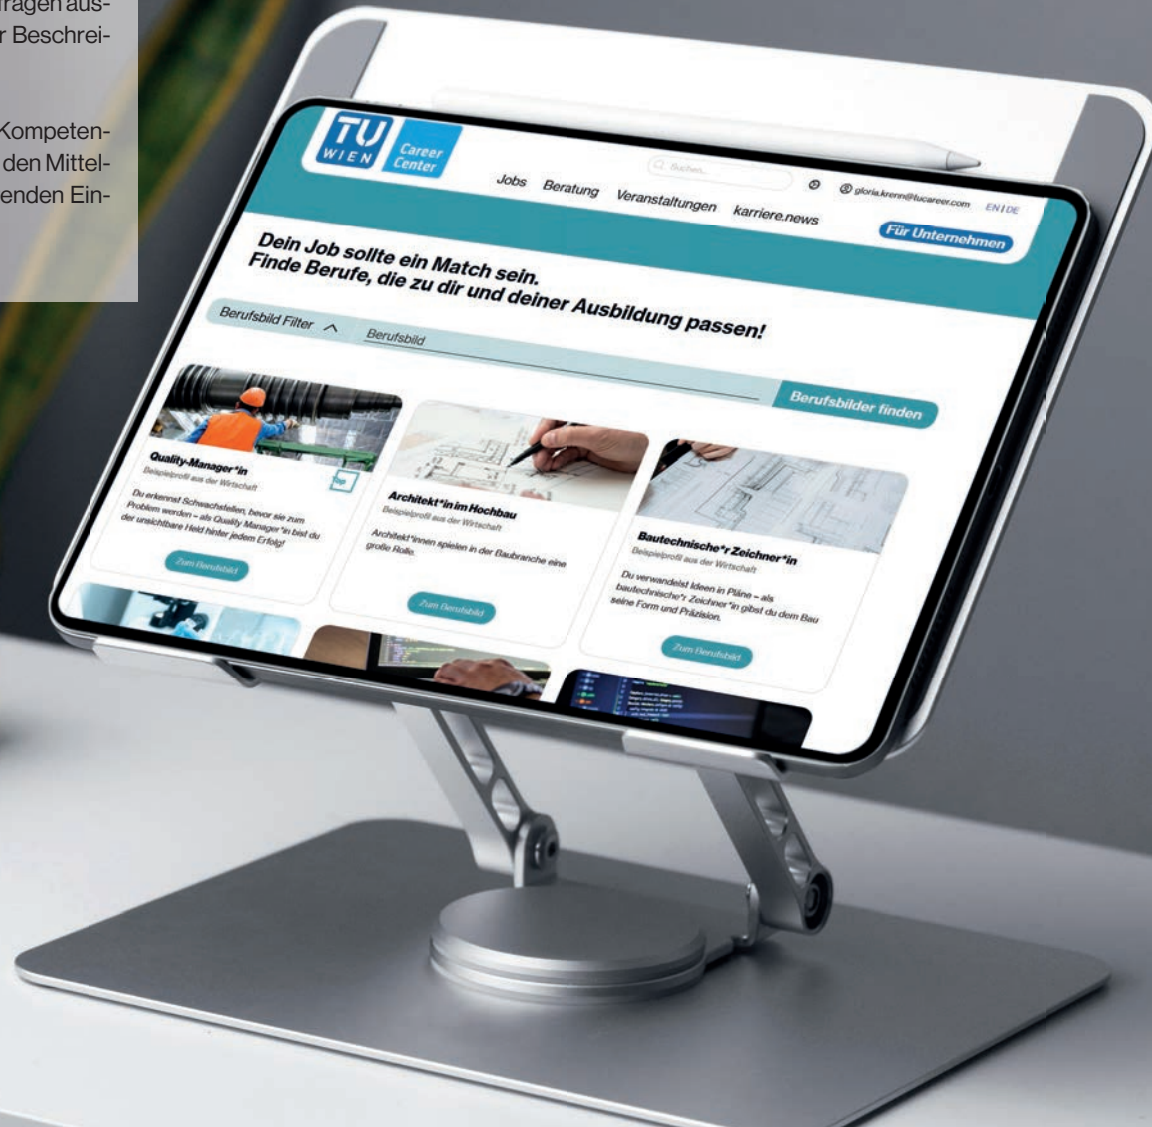 fragen aus-
r Beschrei-
Kompeten-
den Mittel-
enden Ein-
TU
WIEN
Career
Center
Suchen...
gloria.krenn@tucareer.com
EN I DE
Jobs Beratung Veranstaltungen karriere.news
Für Unternehmen
Dein Job sollte ein Match sein.
Finde Berufe, die zu dir und deiner Ausbildung passen!
Berufsbild Filter
Berufsbild
Berufsbilder finden
Quality-Manager*in
Beispielprofil aus der Wirtschaft
Du erkennst Schwachstellen, bevor sie zum
Problem werden – als Quality Manager*in bist du
der unsichtbare Held hinter jedem Erfolg!
Zum Berufsbild
Architekt*in im Hochbau
Beispielprofil aus der Wirtschaft
Architekt*innen spielen in der Baubranche eine
große Rolle.
Zum Berufsbild
Bautechnische*r Zeichner*in
Beispielprofil aus der Wirtschaft
Du verwandelst Ideen in Pläne – als
bautechnische*r Zeichner*in gibst du dem Bau
seine Form und Präzision.
Zum Berufsbild